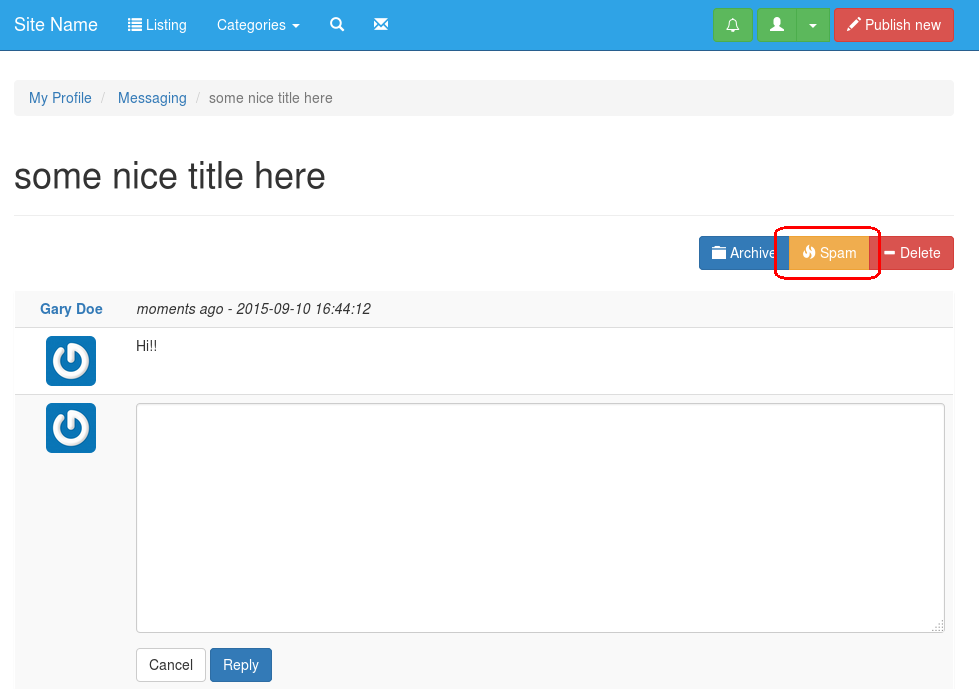 Site Name Listing Categories Publish new
My Profile / Messaging / some nice title here
some nice title here
Archive Spam Delete
Gary Doe moments ago - 2015-09-10 16:44:12
Hi!!
Cancel Reply